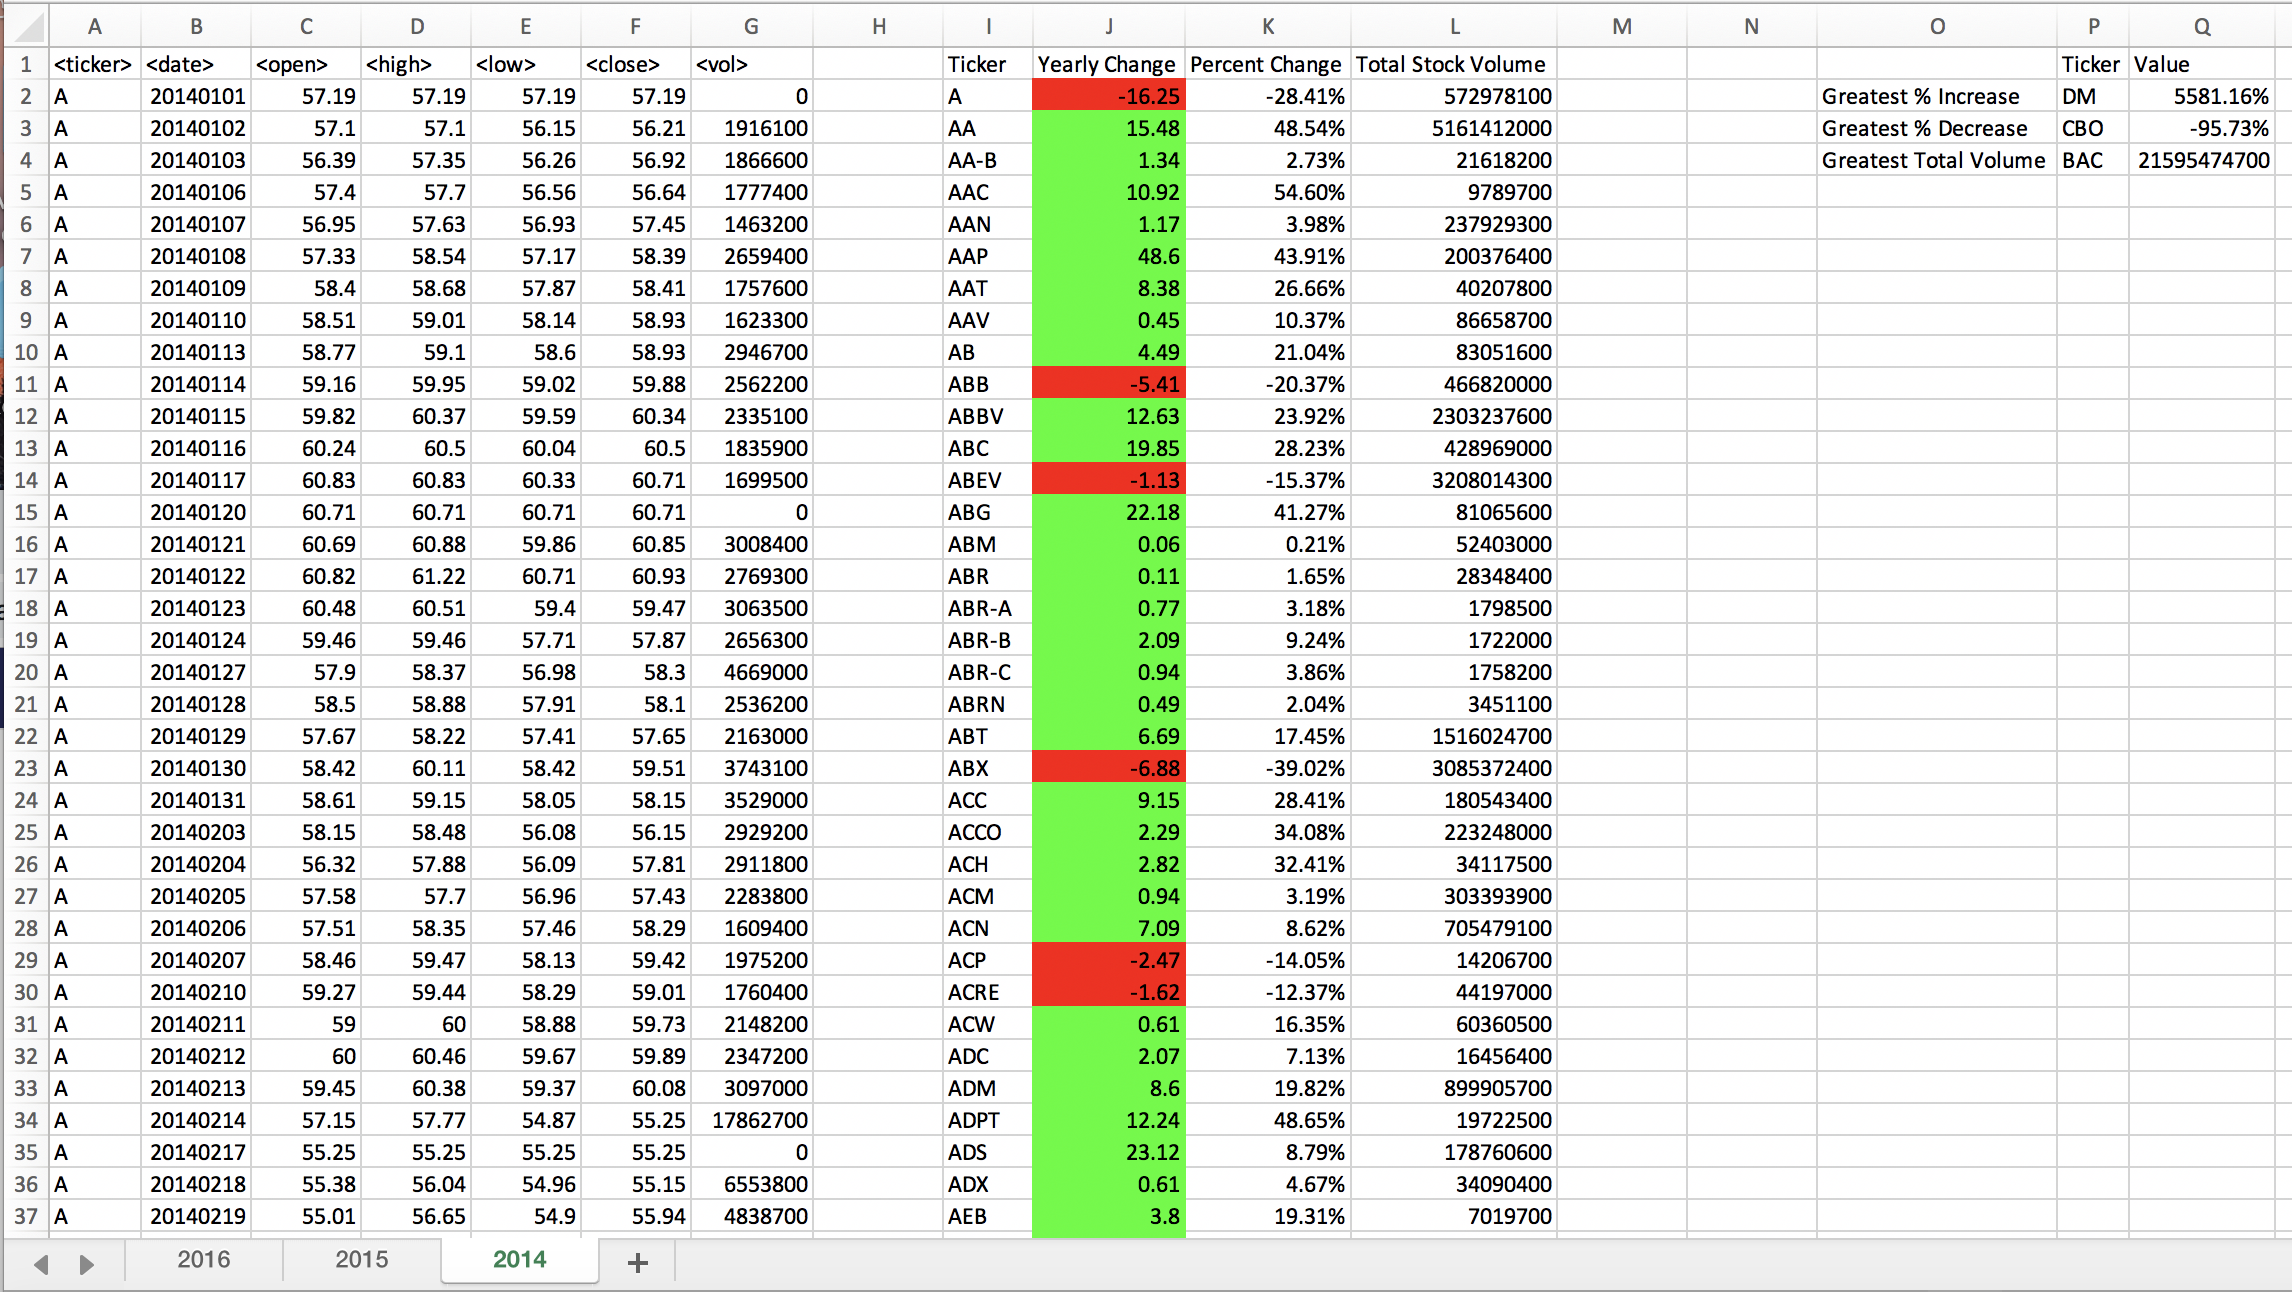 A B C D E F G H I J K L M N O P Q
1 <ticker> <date> <open> <high> <low> <close> <vol> Ticker Yearly Change Percent Change Total Stock Volume Ticker Value
2 A 20140101 57.19 57.19 57.19 57.19 0 A -16.25 -28.41% 572978100 Greatest % Increase DM 5581.16%
3 A 20140102 57.1 57.1 56.15 56.21 1916100 AA 15.48 48.54% 5161412000 Greatest % Decrease CBO -95.73%
4 A 20140103 56.39 57.35 56.26 56.92 1866600 AA-B 1.34 2.73% 21618200 Greatest Total Volume BAC 21595474700
5 A 20140106 57.4 57.7 56.56 56.64 1777400 AAC 10.92 54.60% 9789700
6 A 20140107 56.95 57.63 56.93 57.45 1463200 AAN 1.17 3.98% 237929300
7 A 20140108 57.33 58.54 57.17 58.39 2659400 AAP 48.6 43.91% 200376400
8 A 20140109 58.4 58.68 57.87 58.41 1757600 AAT 8.38 26.66% 40207800
9 A 20140110 58.51 59.01 58.14 58.93 1623300 AAV 0.45 10.37% 86658700
10 A 20140113 58.77 59.1 58.6 58.93 2946700 AB 4.49 21.04% 83051600
11 A 20140114 59.16 59.95 59.02 59.88 2562200 ABB -5.41 -20.37% 466820000
12 A 20140115 59.82 60.37 59.59 60.34 2335100 ABBV 12.63 23.92% 2303237600
13 A 20140116 60.24 60.5 60.04 60.5 1835900 ABC 19.85 28.23% 428969000
14 A 20140117 60.83 60.83 60.33 60.71 1699500 ABEV -1.13 -15.37% 3208014300
15 A 20140120 60.71 60.71 60.71 60.71 0 ABG 22.18 41.27% 81065600
16 A 20140121 60.69 60.88 59.86 60.85 3008400 ABM 0.06 0.21% 52403000
17 A 20140122 60.82 61.22 60.71 60.93 2769300 ABR 0.11 1.65% 28348400
18 A 20140123 60.48 60.51 59.4 59.47 3063500 ABR-A 0.77 3.18% 1798500
19 A 20140124 59.46 59.46 57.71 57.87 2656300 ABR-B 2.09 9.24% 1722000
20 A 20140127 57.9 58.37 56.98 58.3 4669000 ABR-C 0.94 3.86% 1758200
21 A 20140128 58.5 58.88 57.91 58.1 2536200 ABRN 0.49 2.04% 3451100
22 A 20140129 57.67 58.22 57.41 57.65 2163000 ABT 6.69 17.45% 1516024700
23 A 20140130 58.42 60.11 58.42 59.51 3743100 ABX -6.88 -39.02% 3085372400
24 A 20140131 58.61 59.15 58.05 58.15 3529000 ACC 9.15 28.41% 180543400
25 A 20140203 58.15 58.48 56.08 56.15 2929200 ACCO 2.29 34.08% 223248000
26 A 20140204 56.32 57.88 56.09 57.81 2911800 ACH 2.82 32.41% 34117500
27 A 20140205 57.58 57.7 56.96 57.43 2283800 ACM 0.94 3.19% 303393900
28 A 20140206 57.51 58.35 57.46 58.29 1609400 ACN 7.09 8.62% 705479100
29 A 20140207 58.46 59.47 58.13 59.42 1975200 ACP -2.47 -14.05% 14206700
30 A 20140210 59.27 59.44 58.29 59.01 1760400 ACRE -1.62 -12.37% 44197000
31 A 20140211 59 60 58.88 59.73 2148200 ACW 0.61 16.35% 60360500
32 A 20140212 60 60.46 59.67 59.89 2347200 ADC 2.07 7.13% 16456400
33 A 20140213 59.45 60.38 59.37 60.08 3097000 ADM 8.6 19.82% 899905700
34 A 20140214 57.15 57.77 54.87 55.25 17862700 ADPT 12.24 48.65% 19722500
35 A 20140217 55.25 55.25 55.25 55.25 0 ADS 23.12 8.79% 178760600
36 A 20140218 55.38 56.04 54.96 55.15 6553800 ADX 0.61 4.67% 34090400
37 A 20140219 55.01 56.65 54.9 55.94 4838700 AEB 3.8 19.31% 7019700
2016 2015 2014 +